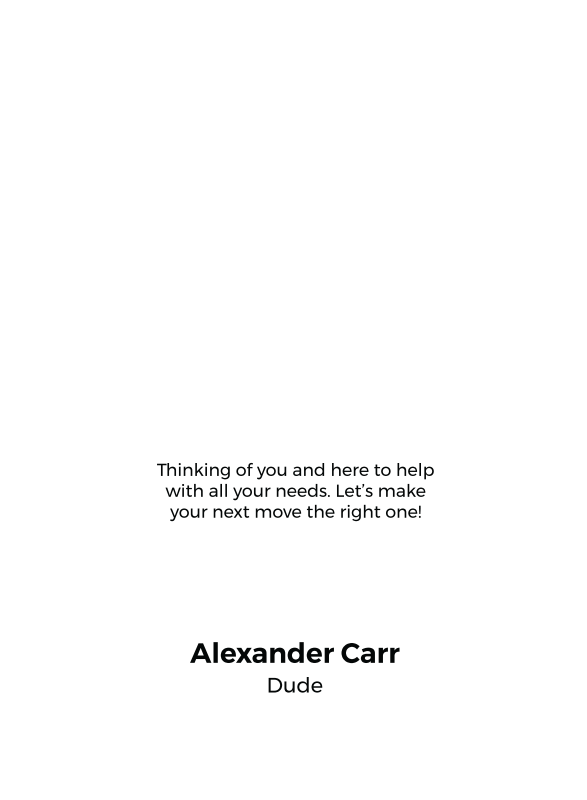 Thinking of you and here to help
with all your needs. Let’s make
your next move the right one!
Alexander Carr
Dude